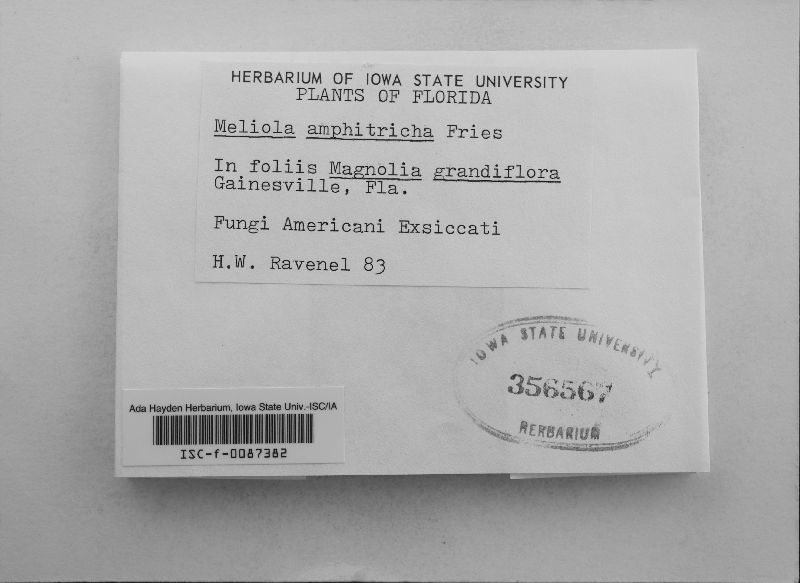 HERBARIUM OF IOWA STATE UNIVERSITY
PLANTS OF FLORIDA
Meliola amphitricha Fries
In foliis Magnolia grandiflora
Gainesville, Fla.
Fungi Americani Exsiccati
H.W. Ravenel 83
IOWA STATE UNIVERSITY
356567
HERBARIUM
Ada Hayden Herbarium, Iowa State Univ.-ISC/IA
ISC-f-0087382